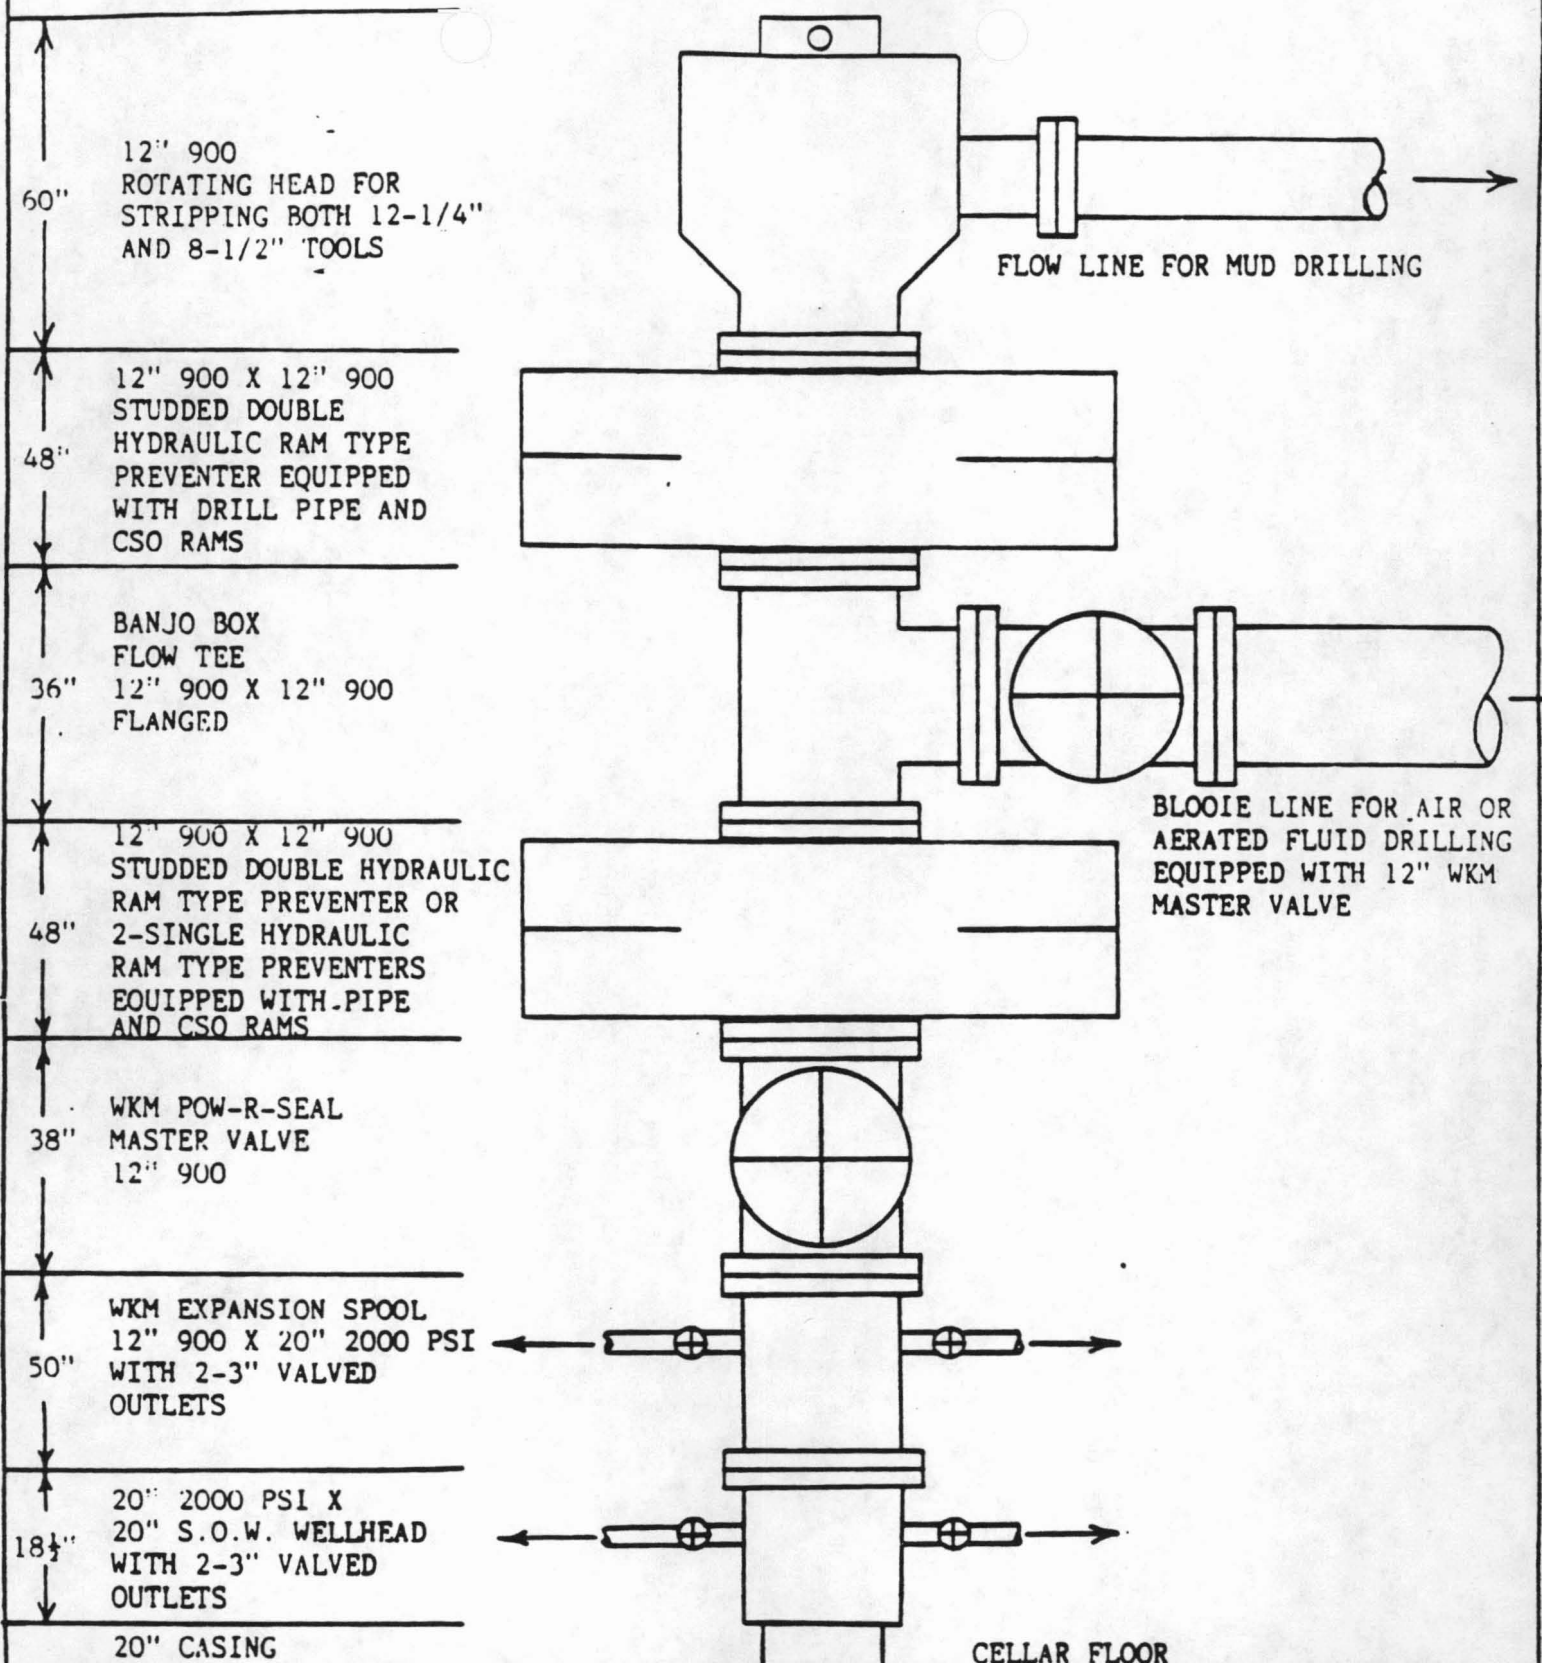 60"
12" 900
ROTATING HEAD FOR
STRIPPING BOTH 12-1/4"
AND 8-1/2" TOOLS
FLOW LINE FOR MUD DRILLING
48"
12" 900 X 12" 900
STUDDED DOUBLE
HYDRAULIC RAM TYPE
PREVENTER EQUIPPED
WITH DRILL PIPE AND
CSO RAMS
36"
BANJO BOX
FLOW TEE
12" 900 X 12" 900
FLANGED
BLOOIE LINE FOR AIR OR
AERATED FLUID DRILLING
EQUIPPED WITH 12" WKM
MASTER VALVE
48"
12" 900 X 12" 900
STUDDED DOUBLE HYDRAULIC
RAM TYPE PREVENTER OR
2-SINGLE HYDRAULIC
RAM TYPE PREVENTERS
EQUIPPED WITH PIPE
AND CSO RAMS
38"
WKM POW-R-SEAL
MASTER VALVE
12" 900
50"
WKM EXPANSION SPOOL
12" 900 X 20" 2000 PSI
WITH 2-3" VALVED
OUTLETS
18½"
20" 2000 PSI X
20" S.O.W. WELLHEAD
WITH 2-3" VALVED
OUTLETS
20" CASING
CELLAR FLOOR